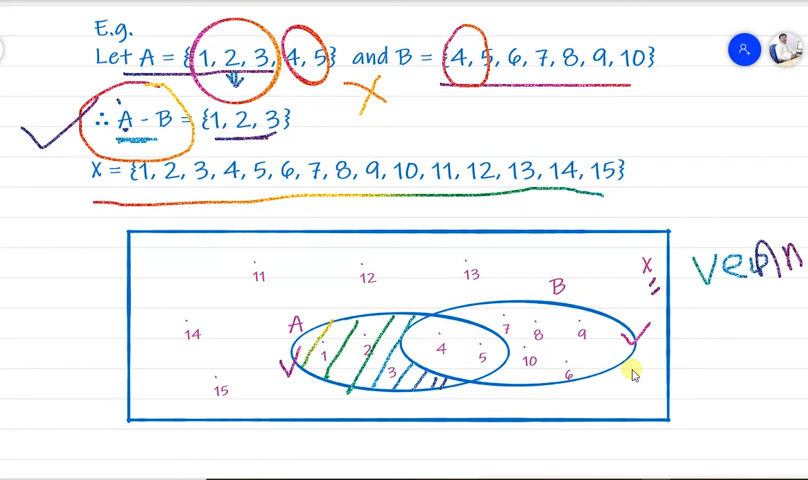 E.g.
Let A = {1, 2, 3, 4, 5} and B = {4, 5, 6, 7, 8, 9, 10}
∴ A - B = {1, 2, 3}
X = {1, 2, 3, 4, 5, 6, 7, 8, 9, 10, 11, 12, 13, 14, 15}
11 12 13 X
B
14 A 1 2 3 4 5 7 8 9 10 6
15